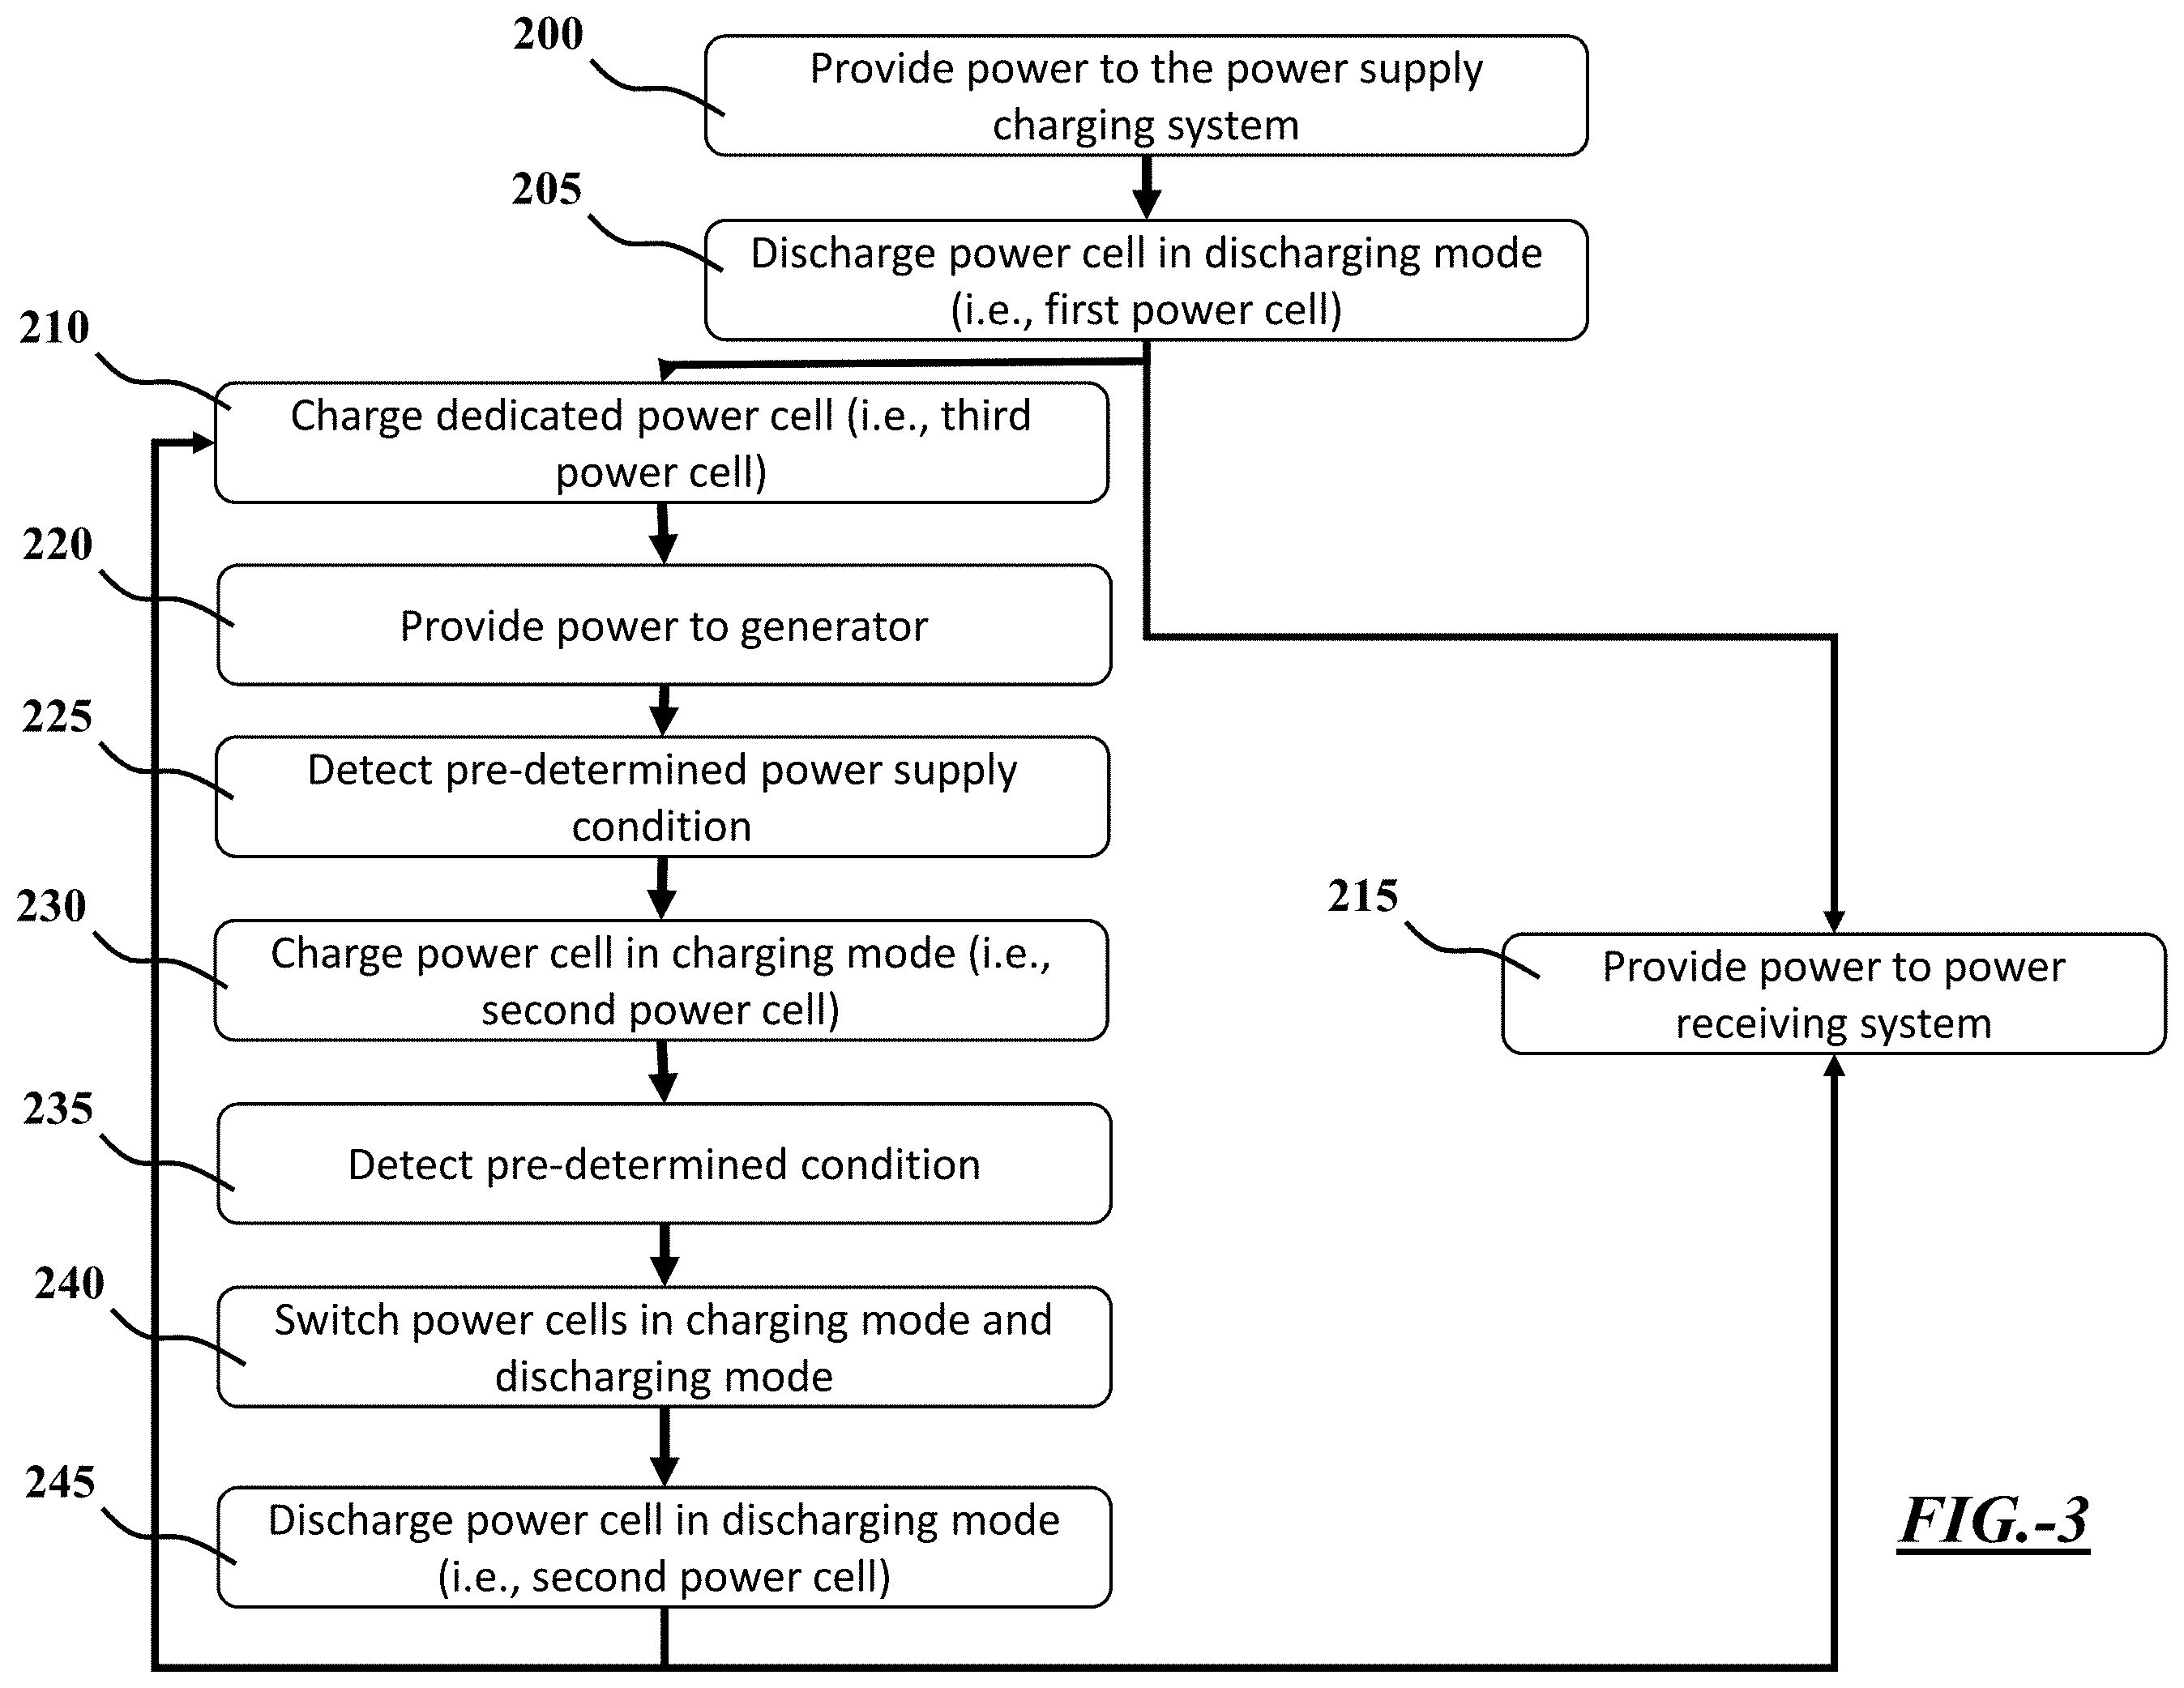 200
Provide power to the power supply
charging system
205
Discharge power cell in discharging mode
(i.e., first power cell)
210
Charge dedicated power cell (i.e., third
power cell)
220
Provide power to generator
225
Detect pre-determined power supply
condition
230
Charge power cell in charging mode (i.e.,
second power cell)
215
Provide power to power
receiving system
235
Detect pre-determined condition
240
Switch power cells in charging mode and
discharging mode
245
Discharge power cell in discharging mode
(i.e., second power cell)
FIG.-3